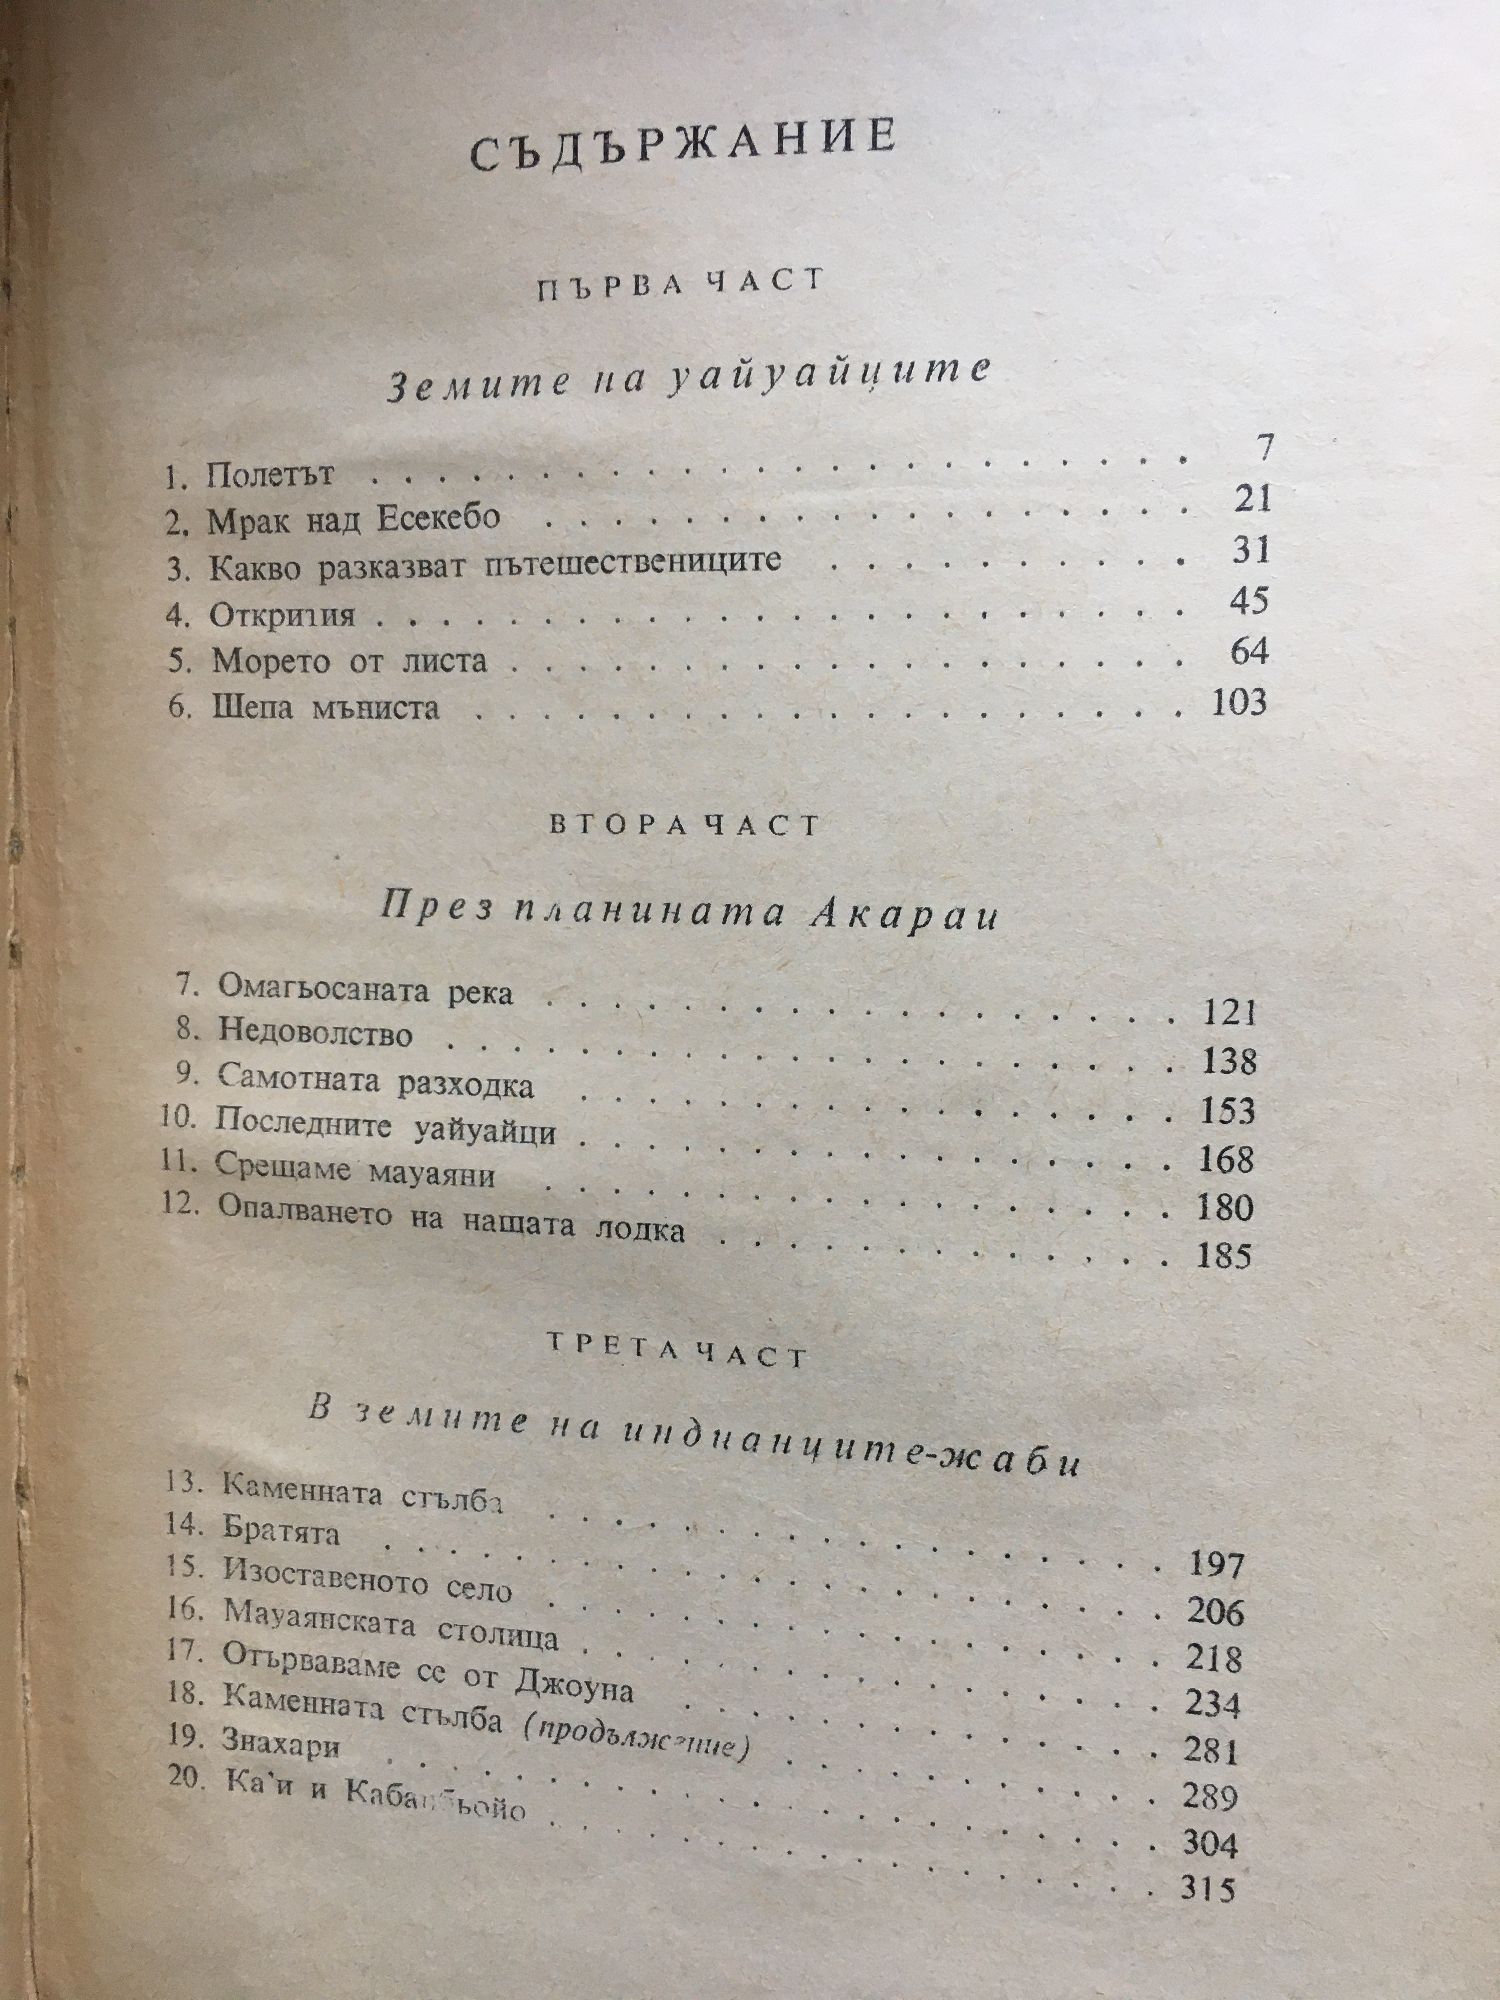 СЪДЪРЖАНИЕ
ПЪРВА ЧАСТ
Земите на уайуайците
1. Полетът . . . . . . . . . . . . . . . . . . . . . . . . 7
2. Мрак над Есекебо . . . . . . . . . . . . . . . . . . . 21
3. Какво разказват пътешествениците . . . . . . . . . . . 31
4. Открития . . . . . . . . . . . . . . . . . . . . . . . . 45
5. Морето от листа . . . . . . . . . . . . . . . . . . . . 64
6. Шепа мъниста . . . . . . . . . . . . . . . . . . . . . 103
ВТОРА ЧАСТ
През планината Акараи
7. Омагьосаната река . . . . . . . . . . . . . . . . . . . 121
8. Недоволство . . . . . . . . . . . . . . . . . . . . . . 138
9. Самотната разходка . . . . . . . . . . . . . . . . . . 153
10. Последните уайуайци . . . . . . . . . . . . . . . . . . 168
11. Срещаме мауаяни . . . . . . . . . . . . . . . . . . . 180
12. Опалването на нашата лодка . . . . . . . . . . . . . . 185
ТРЕТА ЧАСТ
В земите на индианците-жаби
13. Каменната стълба . . . . . . . . . . . . . . . . . . . 197
14. Братята . . . . . . . . . . . . . . . . . . . . . . . . 206
15. Изоставеното село . . . . . . . . . . . . . . . . . . . 218
16. Мауаянската столица . . . . . . . . . . . . . . . . . . 234
17. Отърваваме се от Джоуна . . . . . . . . . . . . . . . 281
18. Каменната стълба (продължение) . . . . . . . . . . . . 289
19. Знахари . . . . . . . . . . . . . . . . . . . . . . . . 304
20. Ка'и и . . . . . . . . . . . . . . . . . . . 315